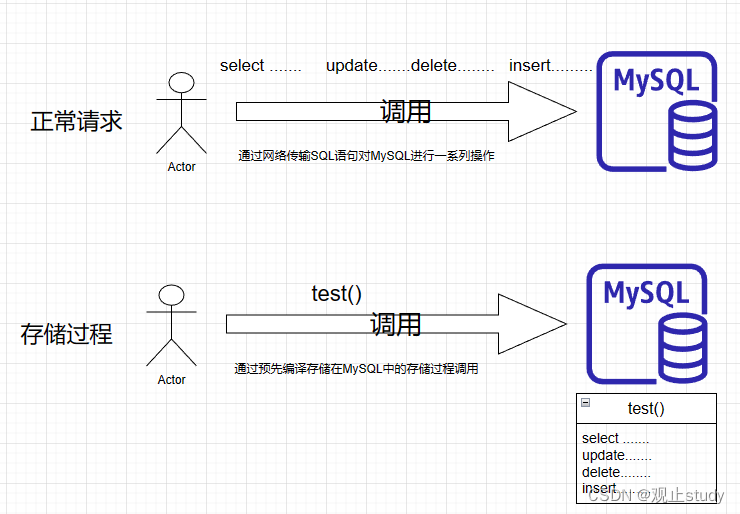 select ....... update.......delete........ insert.........
MySQL
正常请求
调用
通过网络传输SQL语句对MySQL进行一系列操作
Actor
test()
MySQL
存储过程
调用
通过预先编译存储在MySQL中的存储过程调用
Actor
test()
select .......
update.......
delete........
insert.......
CSDN @观止study